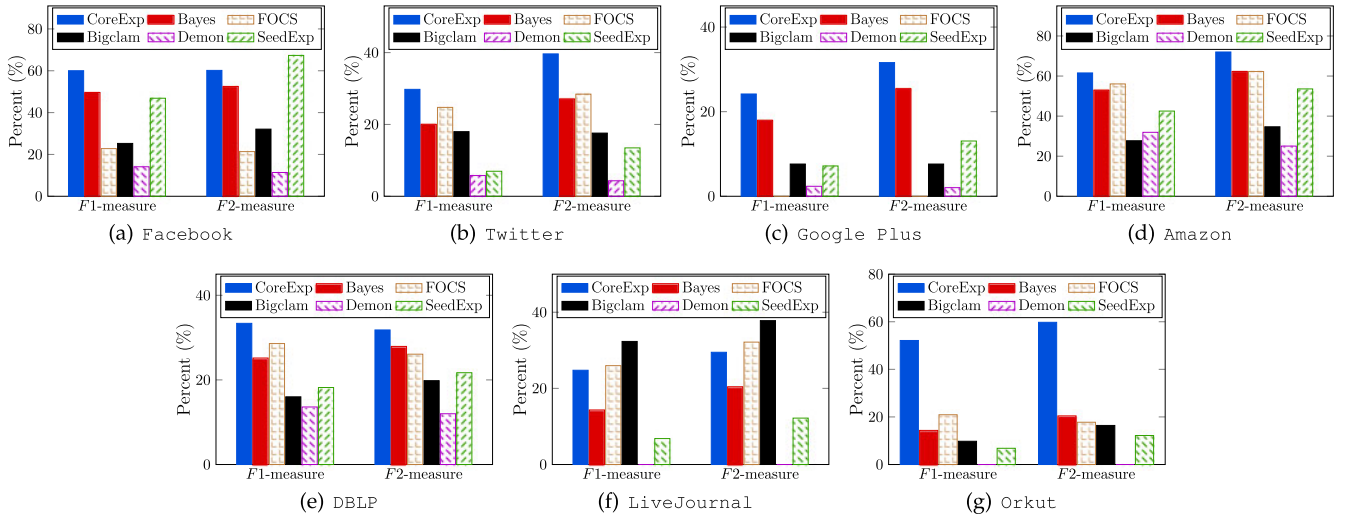 80
60
40
20
0
Percent (%)
CoreExp Bayes FOCS
Bigclam Demon SeedExp
F1-measure F2-measure
(a) Facebook
40
20
0
Percent (%)
CoreExp Bayes FOCS
Bigclam Demon SeedExp
F1-measure F2-measure
(b) Twitter
40
20
0
Percent (%)
CoreExp Bayes FOCS
Bigclam Demon SeedExp
F1-measure F2-measure
(c) Google Plus
80
60
40
20
0
Percent (%)
CoreExp Bayes FOCS
Bigclam Demon SeedExp
F1-measure F2-measure
(d) Amazon
40
20
0
Percent (%)
CoreExp Bayes FOCS
Bigclam Demon SeedExp
F1-measure F2-measure
(e) DBLP
40
20
0
Percent (%)
CoreExp Bayes FOCS
Bigclam Demon SeedExp
F1-measure F2-measure
(f) LiveJournal
80
60
40
20
0
Percent (%)
CoreExp Bayes FOCS
Bigclam Demon SeedExp
F1-measure F2-measure
(g) Orkut